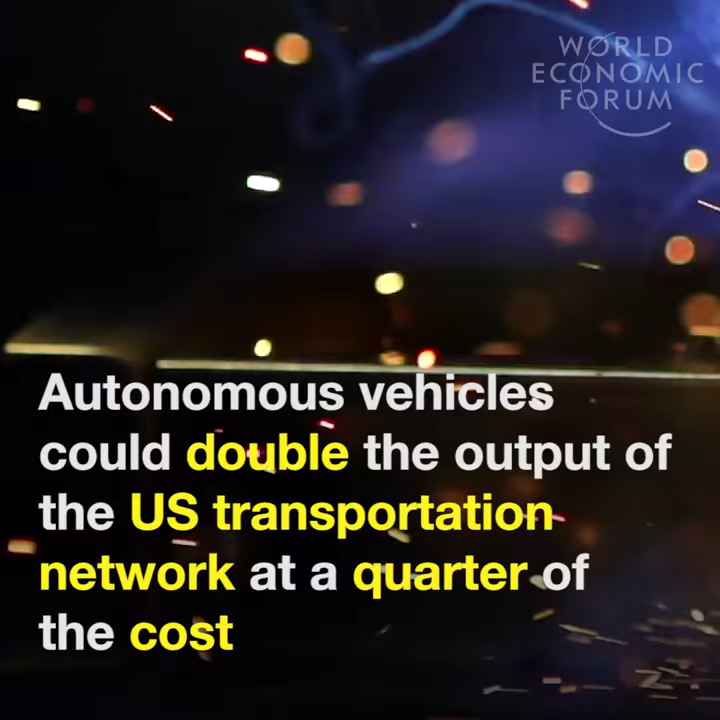 WORLD
ECONOMIC
FORUM
Autonomous vehicles
could double the output of
the US transportation
network at a quarter of
the cost